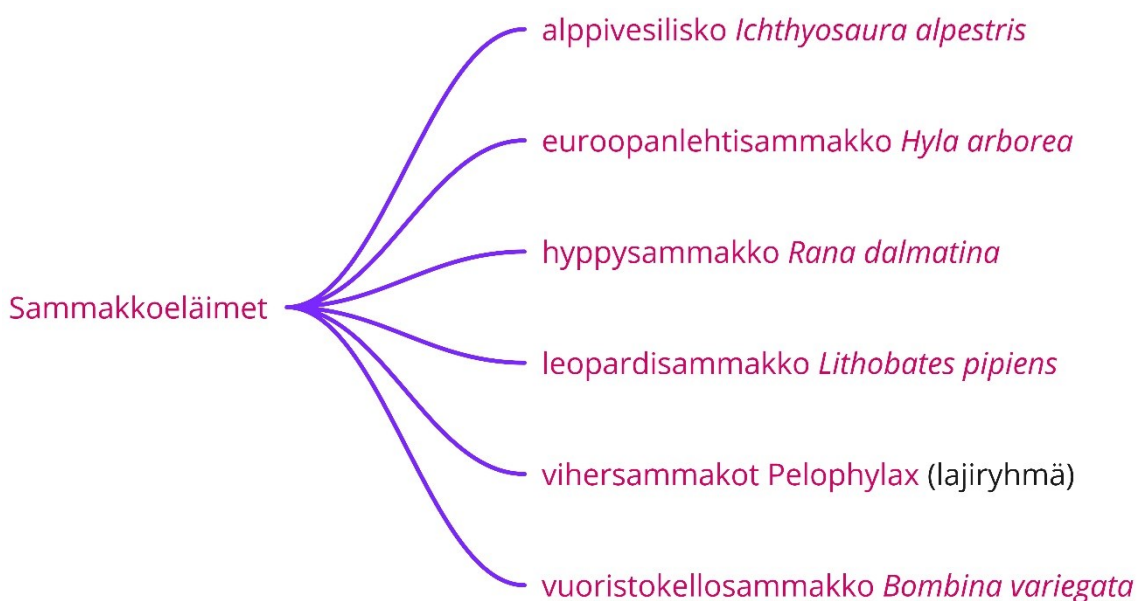 alppivesilisko Ichthyosaura alpestris
euroopanlehtisammakko Hyla arborea
hyppysammakko Rana dalmatina
Sammakkoeläimet
leopardisammakko Lithobates pipiens
vihersammakot Pelophylax (lajiryhmä)
vuoristokellosammakko Bombina variegata